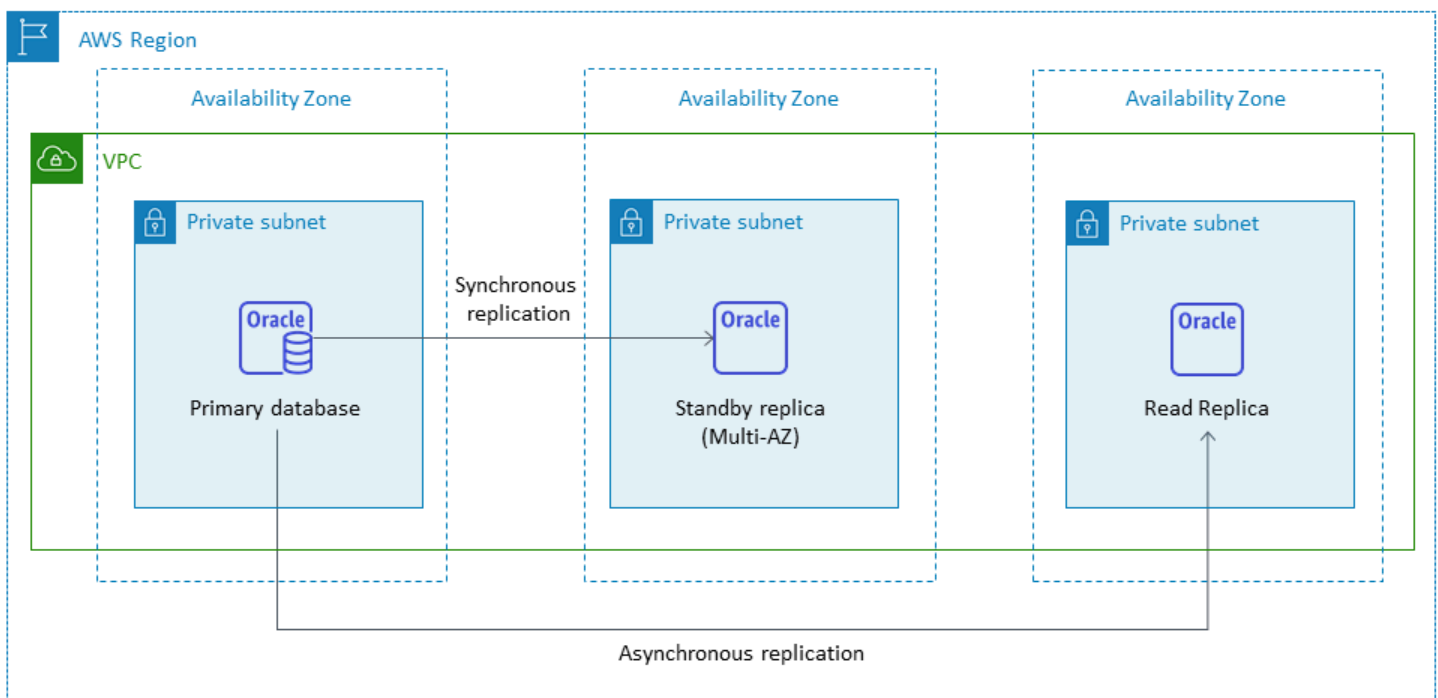 AWS Region
Availability Zone
Availability Zone
Availability Zone
VPC
Private subnet
Private subnet
Private subnet
Synchronous
replication
Oracle
Oracle
Oracle
Primary database
Standby replica
(Multi-AZ)
Read Replica
Asynchronous replication